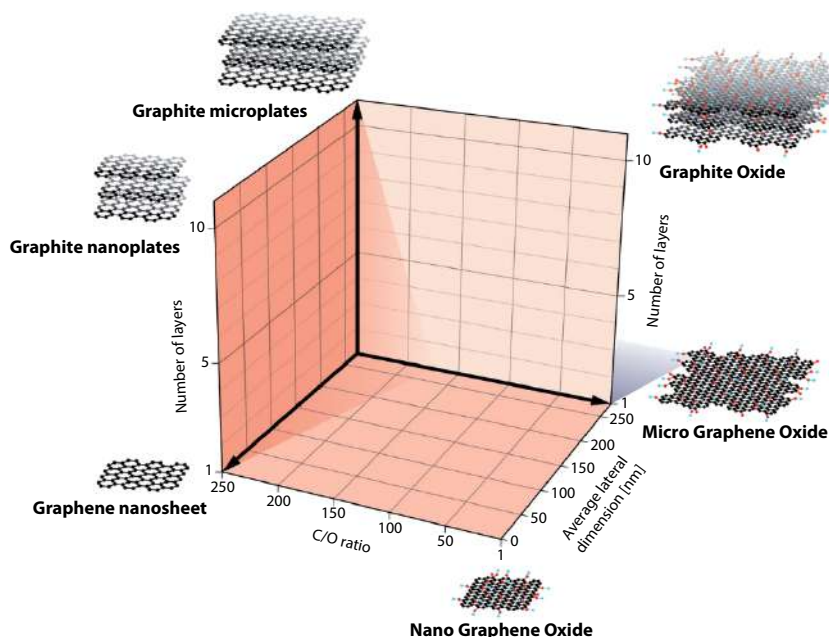 Graphite microplates
Graphite Oxide
Graphite nanoplates
10
5
1
Number of layers
10
5
1
Number of layers
Micro Graphene Oxide
Graphene nanosheet
250
200
150
100
50
1
C/O ratio
0
50
100
150
200
250
Average lateral
dimension [nm]
Nano Graphene Oxide